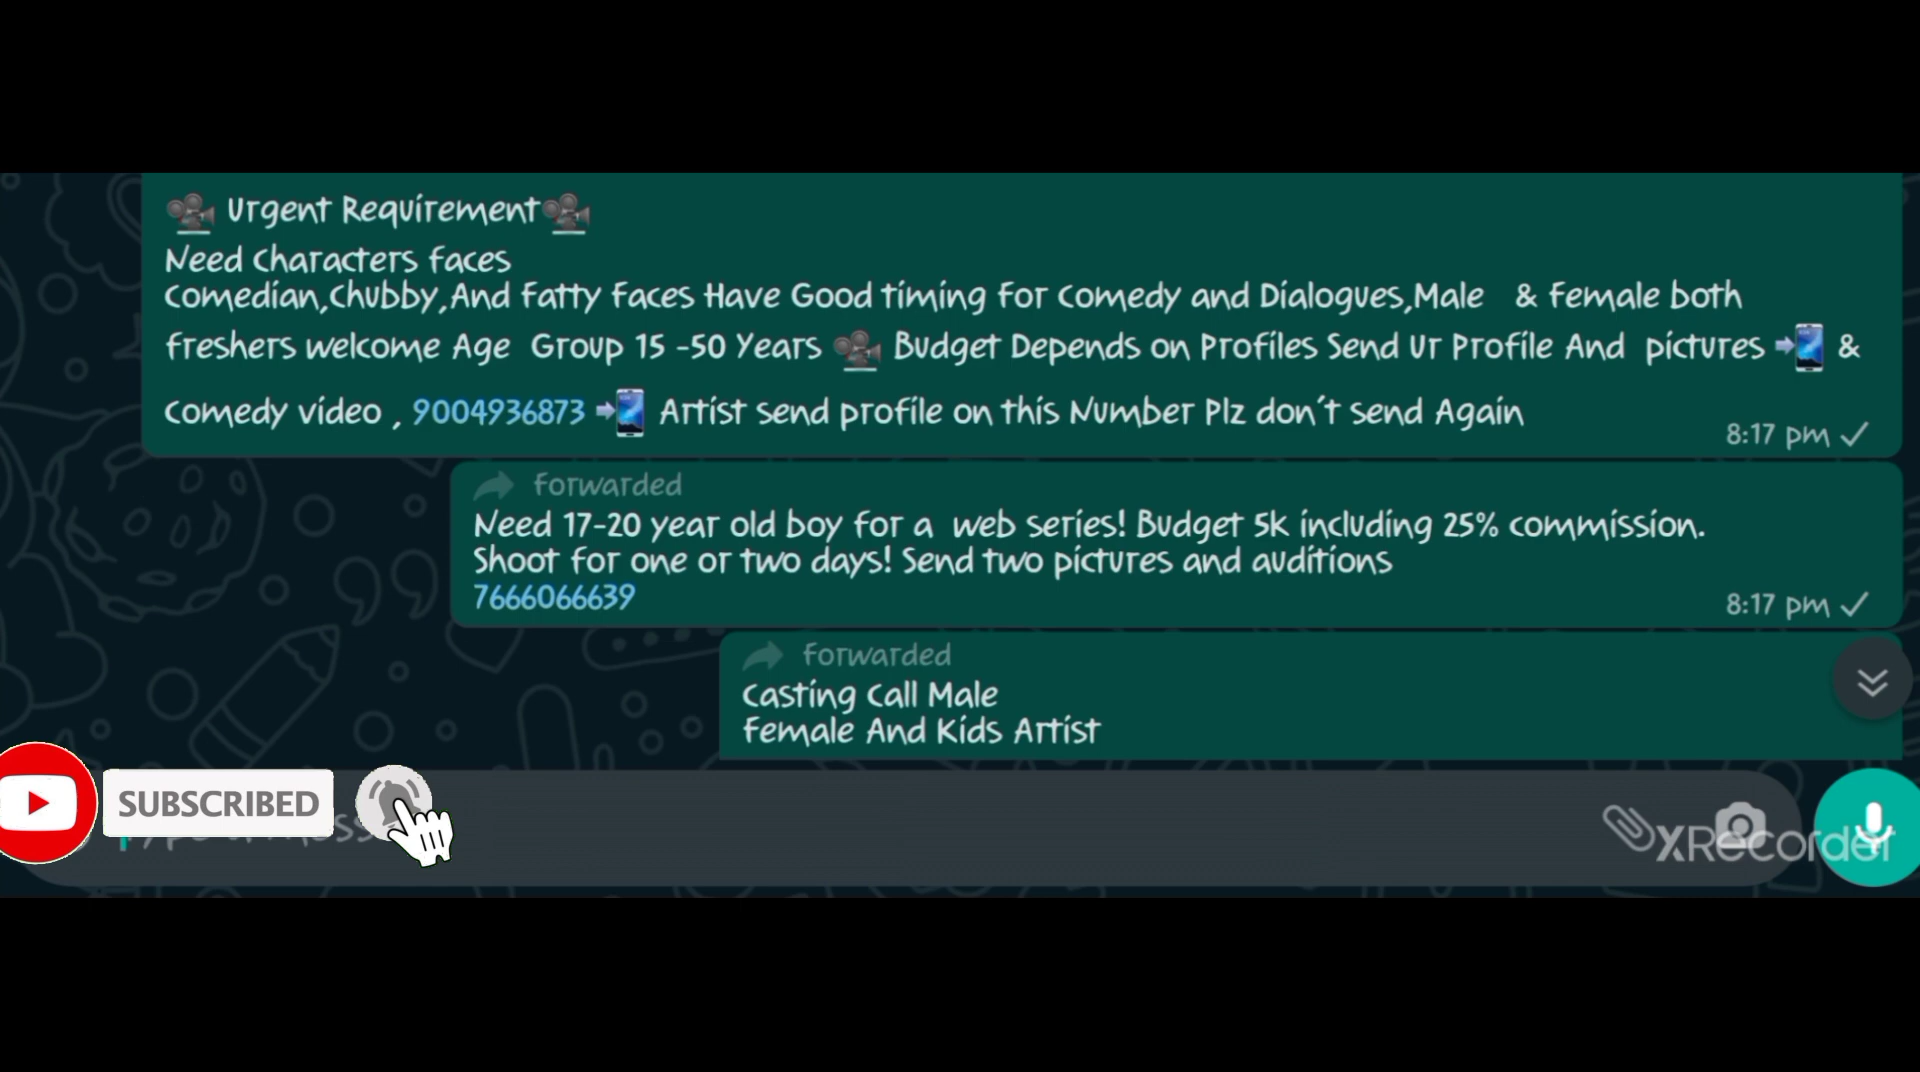 Urgent Requirement
Need Characters faces
Comedian,Chubby,And Fatty Faces Have Good timing for Comedy and Dialogues,Male & Female both
freshers welcome Age Group 15 -50 Years Budget Depends on Profiles Send Ur Profile And pictures &
Comedy video , 9004936873 Artist send profile on this Number Plz don't send Again
8:17 pm
Forwarded
Need 17-20 year old boy for a web series! Budget 5k including 25% commission.
Shoot for one or two days! Send two pictures and auditions
7666066639
8:17 pm
Forwarded
Casting Call Male
Female And Kids Artist
SUBSCRIBED
XRecorder